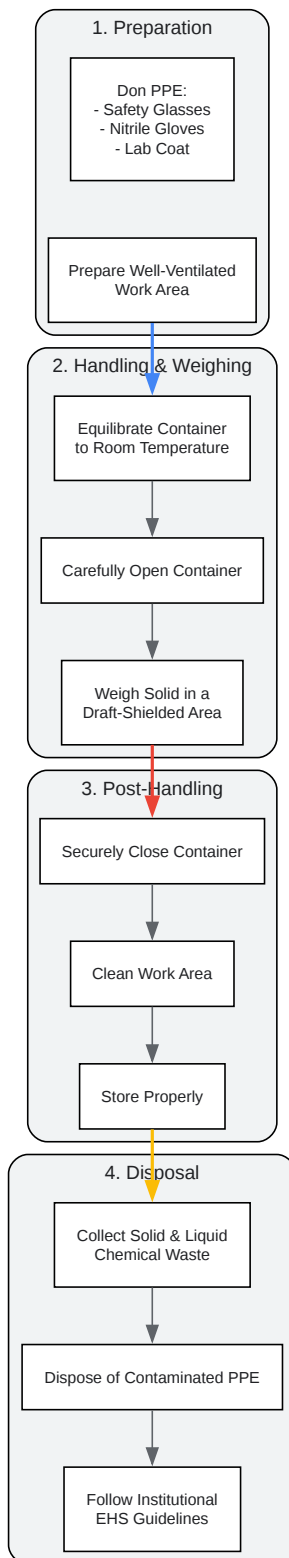 1. Preparation
Don PPE:
- Safety Glasses
- Nitrile Gloves
- Lab Coat
Prepare Well-Ventilated
Work Area
2. Handling & Weighing
Equilibrate Container
to Room Temperature
Carefully Open Container
Weigh Solid in a
Draft-Shielded Area
3. Post-Handling
Securely Close Container
Clean Work Area
Store Properly
4. Disposal
Collect Solid & Liquid
Chemical Waste
Dispose of Contaminated PPE
Follow Institutional
EHS Guidelines